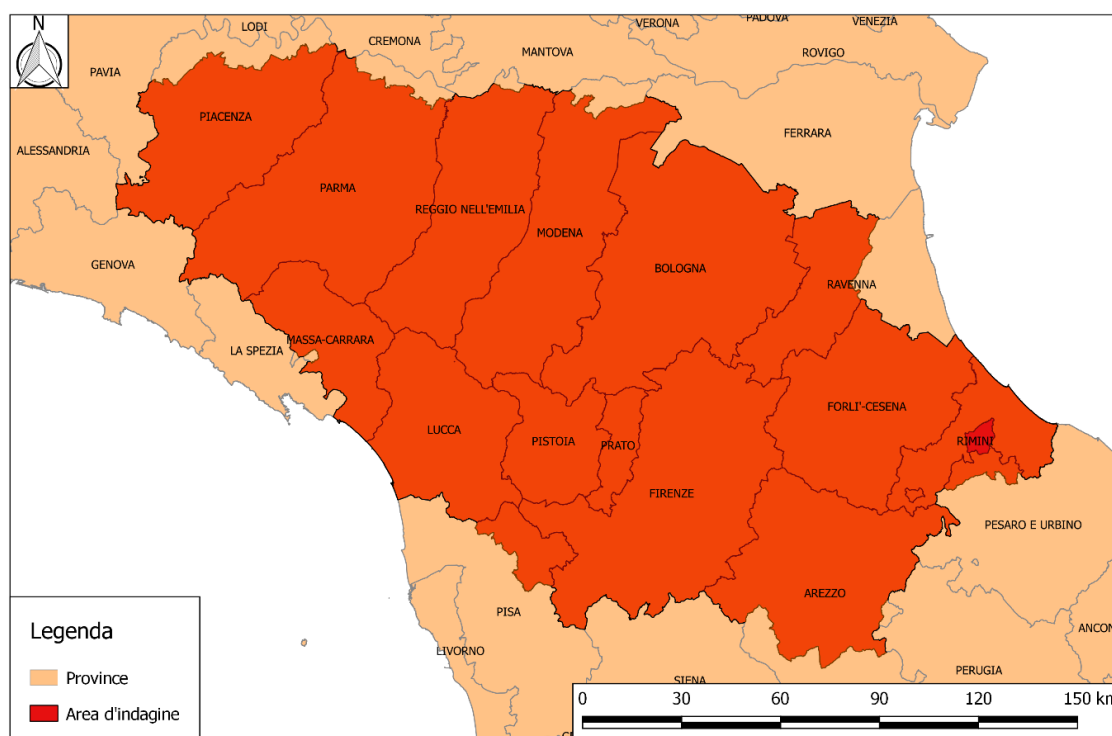 N
LODI
CREMONA
VERONA
PADOVA
VENEZIA
MANTOVA
ROVIGO
PAVIA
PIACENZA
FERRARA
ALESSANDRIA
PARMA
REGGIO NELL'EMILIA
MODENA
GENOVA
BOLOGNA
RAVENNA
MASSA-CARRARA
LA SPEZIA
FORLI'-CESENA
LUCCA
PISTOIA
PRATO
RIMINI
FIRENZE
PESARO E URBINO
AREZZO
PISA
ANCON
LIVORNO
PERUGIA
SIENA
Legenda
Province
Area d'indagine
0 30 60 90 120 150 km